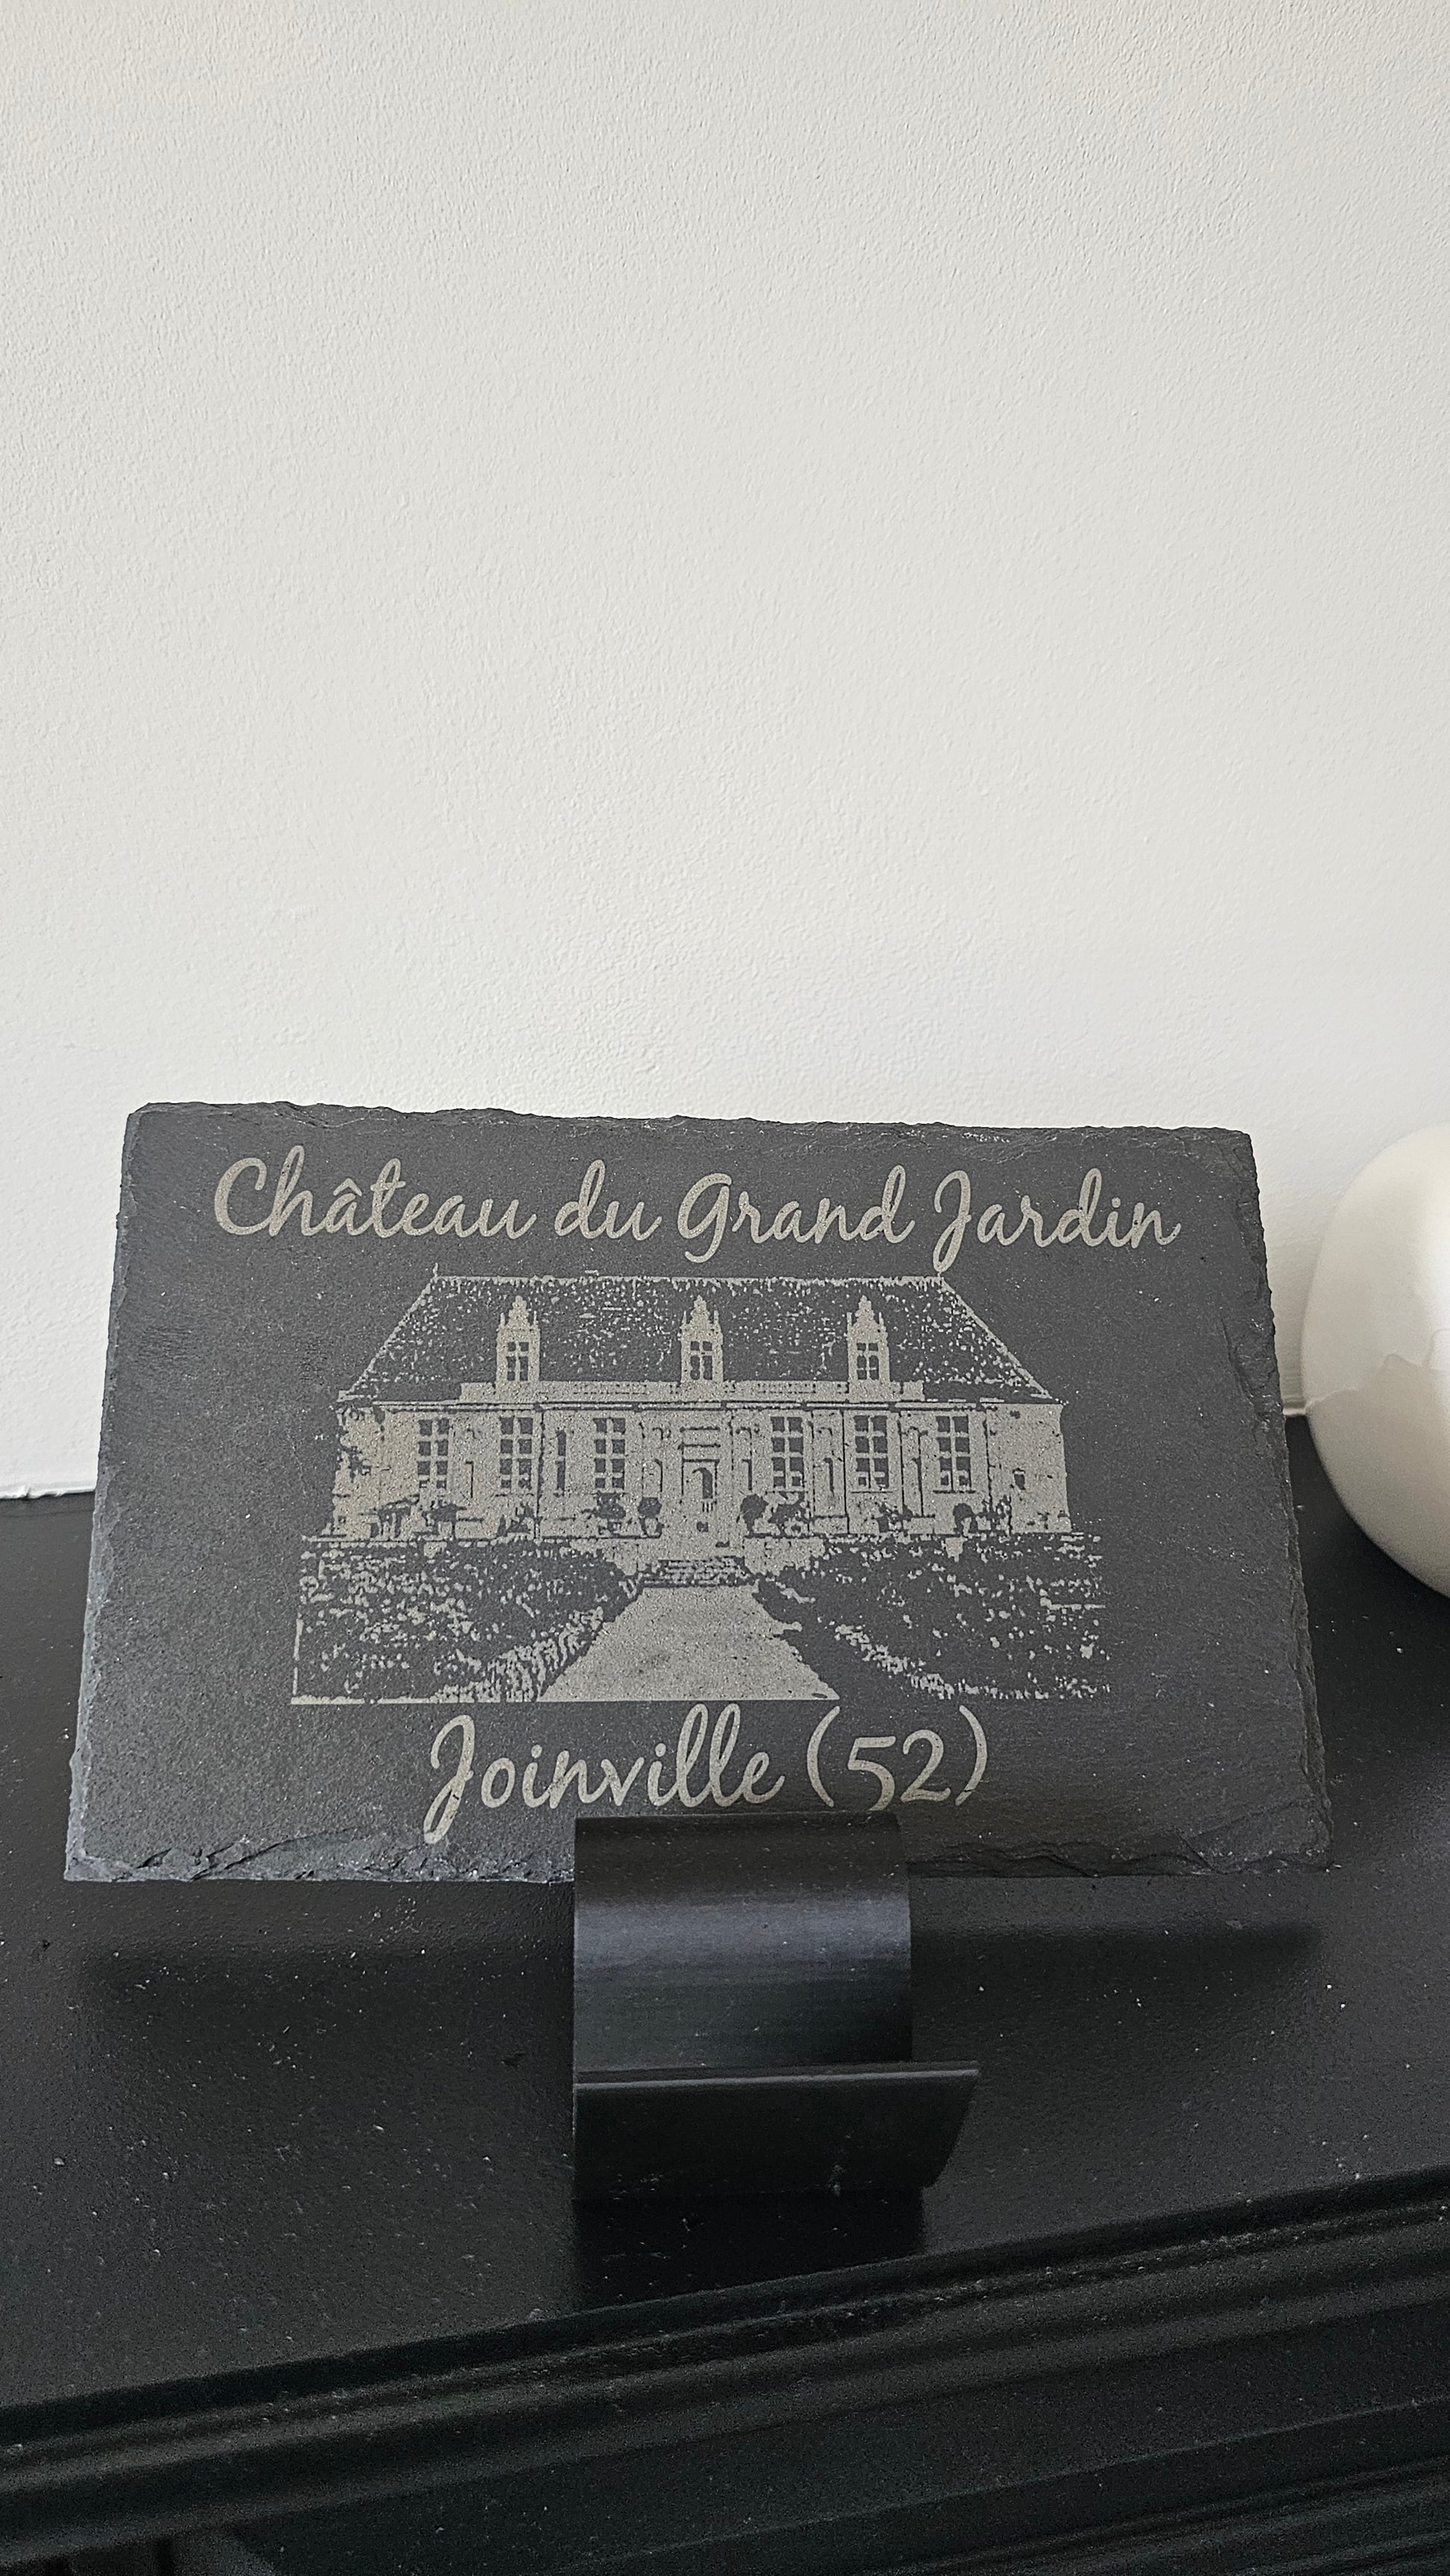 Château du Grand Jardin
Joinville (52)